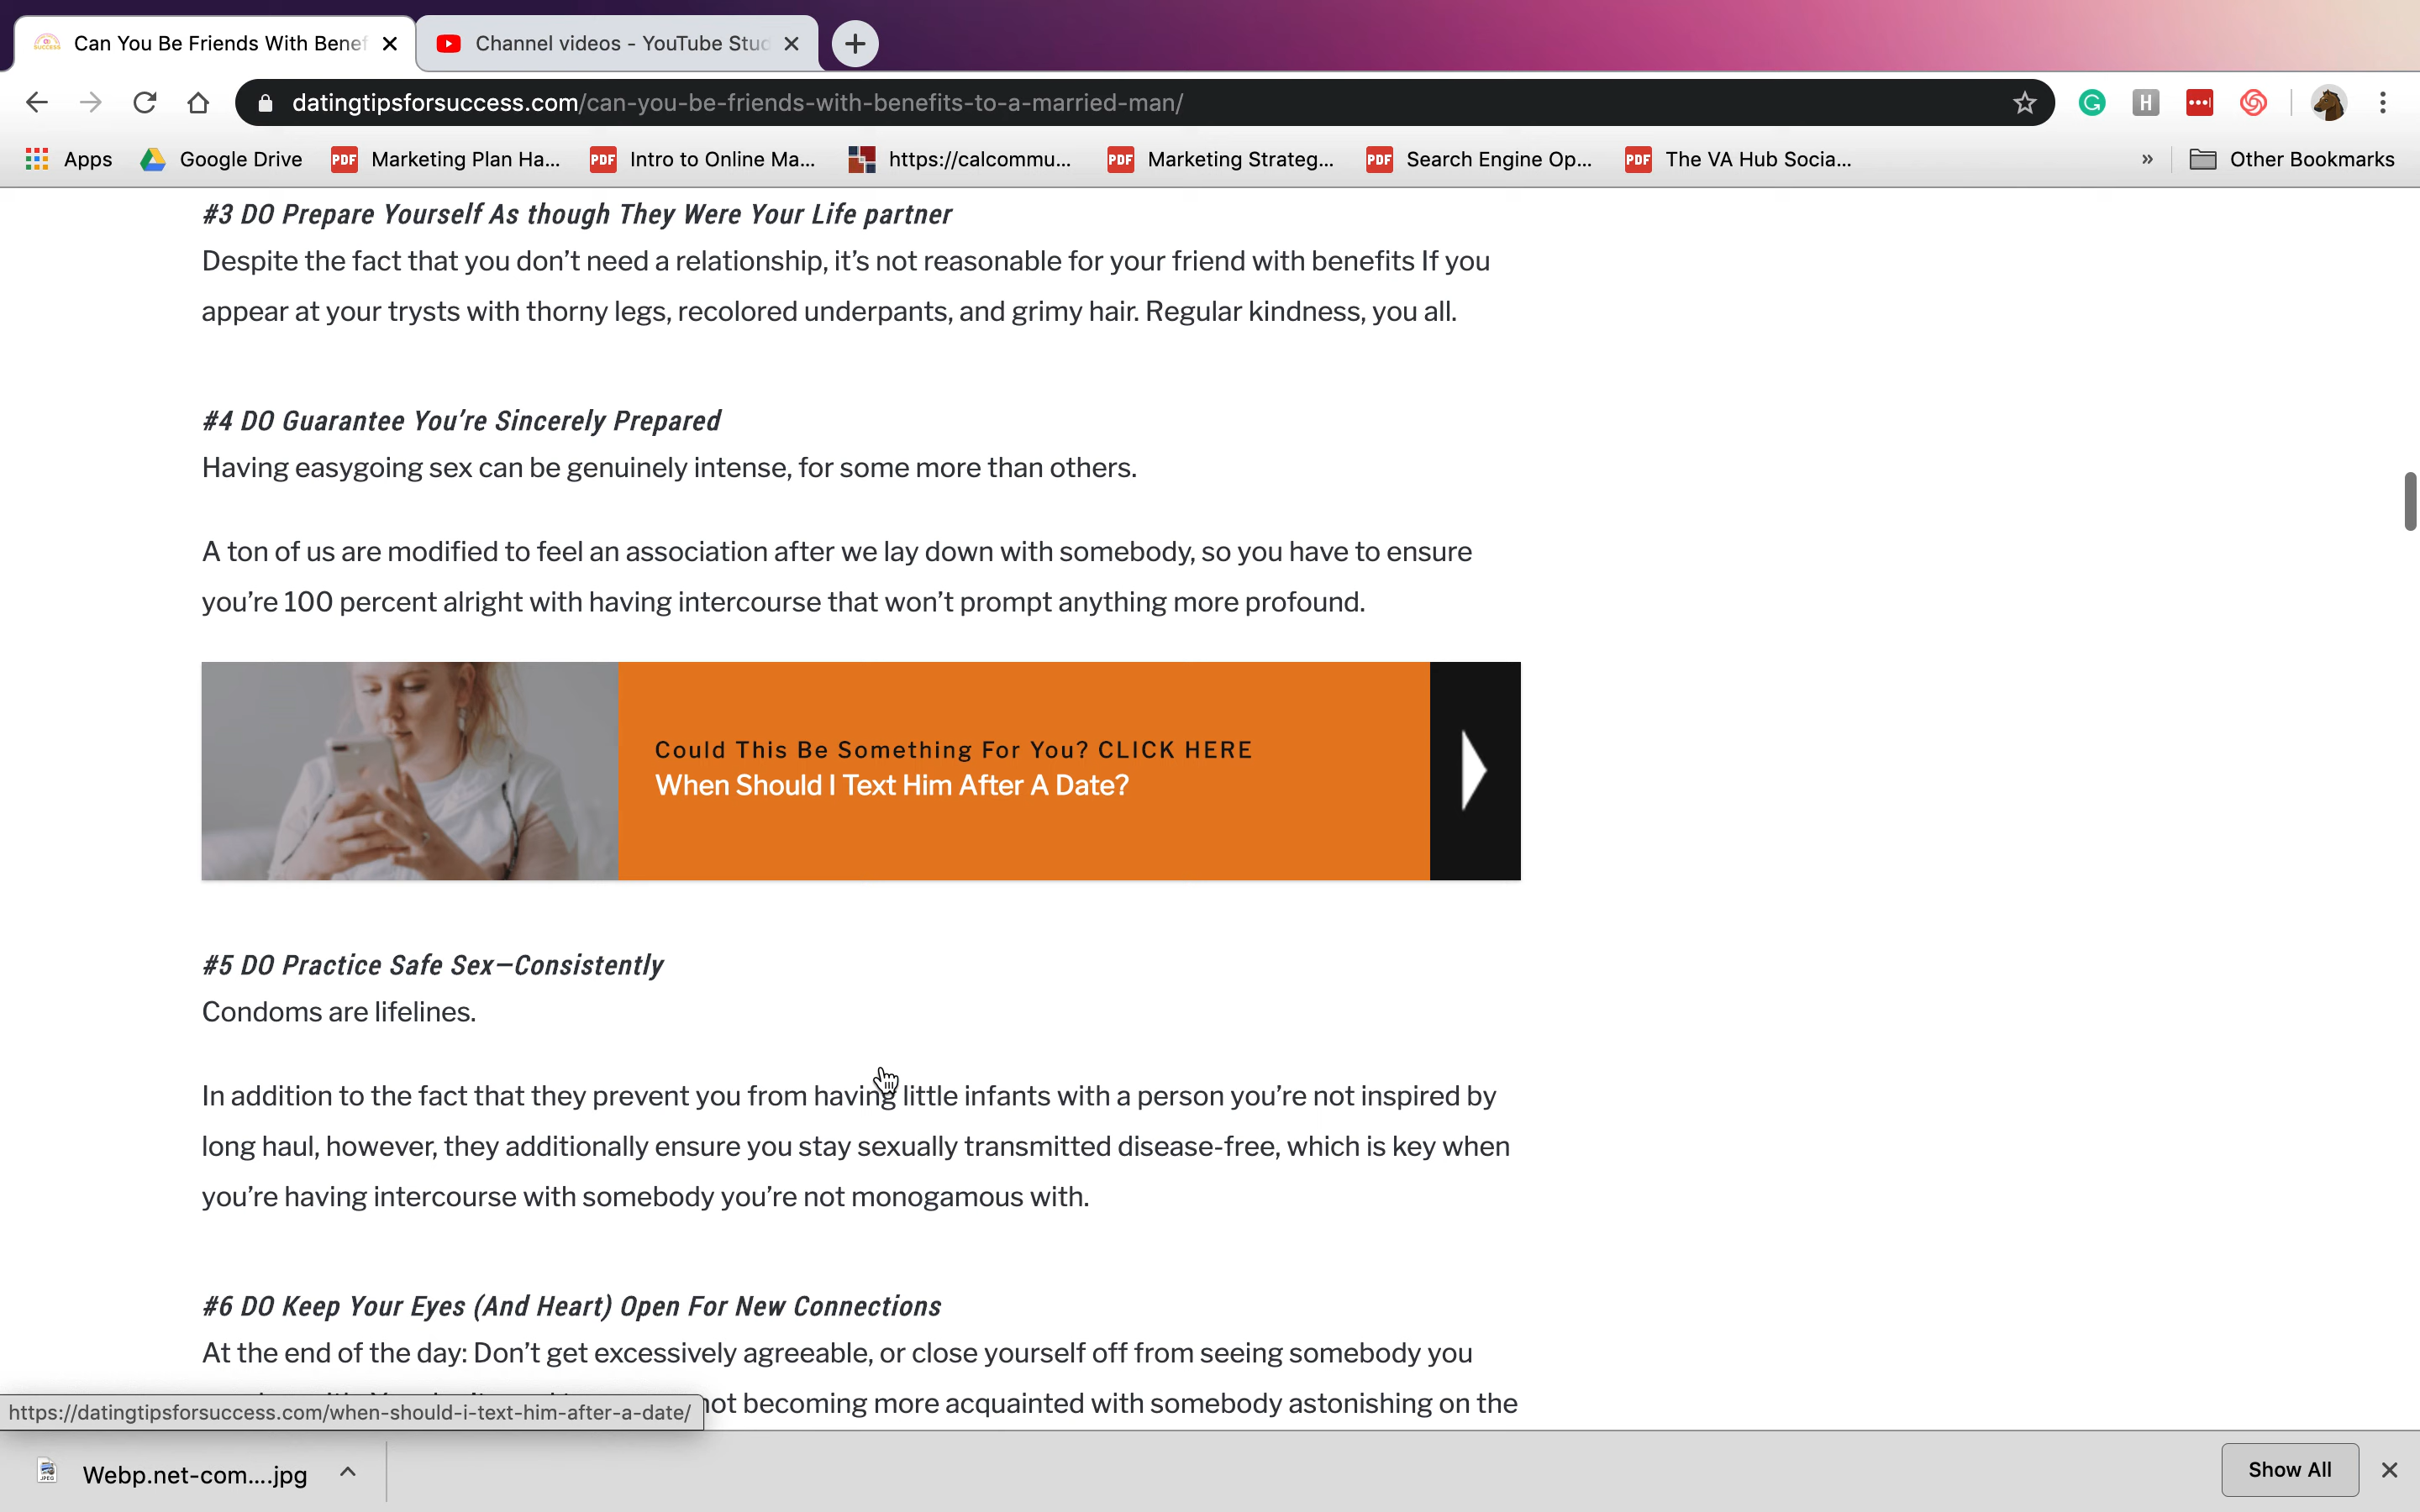 Can You Be Friends With Benef
Channel videos - YouTube Stud
datingtipsforsuccess.com/can-you-be-friends-with-benefits-to-a-married-man/
Apps
Google Drive
PDF Marketing Plan Ha...
PDF Intro to Online Ma...
https://calcommu...
PDF Marketing Strateg...
PDF Search Engine Op...
PDF The VA Hub Socia...
» Other Bookmarks
#3 DO Prepare Yourself As though They Were Your Life partner
Despite the fact that you don’t need a relationship, it’s not reasonable for your friend with benefits If you
appear at your trysts with thorny legs, recolored underpants, and grimy hair. Regular kindness, you all.
#4 DO Guarantee You’re Sincerely Prepared
Having easygoing sex can be genuinely intense, for some more than others.
A ton of us are modified to feel an association after we lay down with somebody, so you have to ensure
you’re 100 percent alright with having intercourse that won’t prompt anything more profound.
Could This Be Something For You? CLICK HERE
When Should I Text Him After A Date?
#5 DO Practice Safe Sex—Consistently
Condoms are lifelines.
In addition to the fact that they prevent you from having little infants with a person you’re not inspired by
long haul, however, they additionally ensure you stay sexually transmitted disease-free, which is key when
you’re having intercourse with somebody you’re not monogamous with.
#6 DO Keep Your Eyes (And Heart) Open For New Connections
At the end of the day: Don’t get excessively agreeable, or close yourself off from seeing somebody you
not becoming more acquainted with somebody astonishing on the
https://datingtipsforsuccess.com/when-should-i-text-him-after-a-date/
Webp.net-com....jpg
Show All